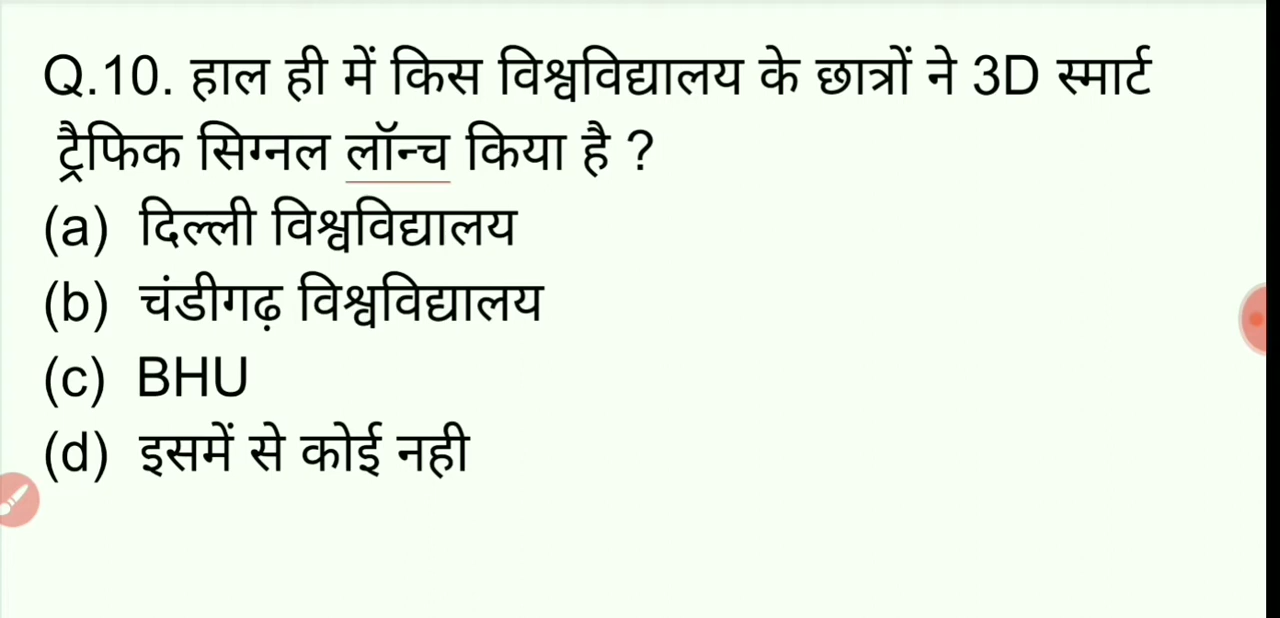 Q.10. हाल ही में किस विश्वविद्यालय के छात्रों ने 3D स्मार्ट
ट्रैफिक सिग्नल लॉन्च किया है ?
(a) दिल्ली विश्वविद्यालय
(b) चंडीगढ़ विश्वविद्यालय
(c) BHU
(d) इसमें से कोई नही